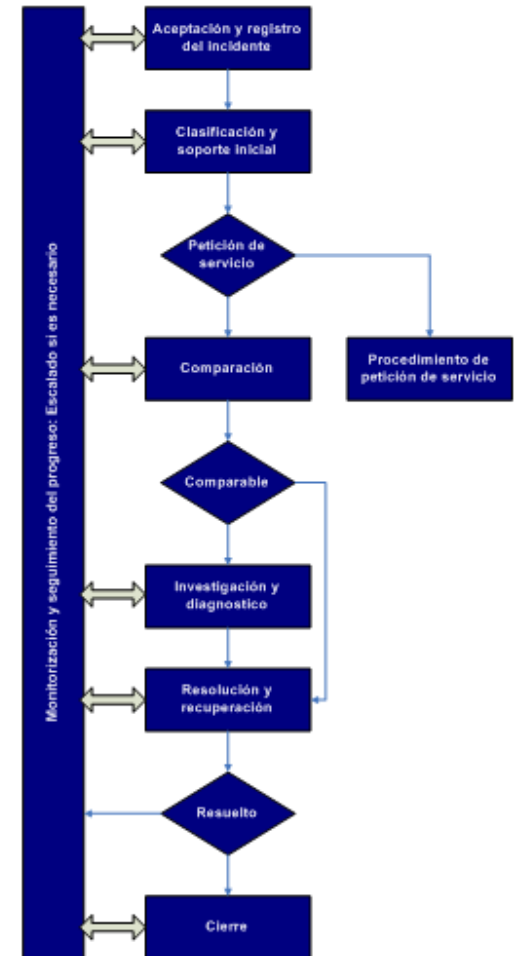 Aceptación y registro
del incidente
Clasificación y
soporte inicial
Petición de
servicio
Comparación
Procedimiento de
petición de servicio
Comparable
Investigación y
diagnostico
Resolución y
recuperación
Resuelto
Cierre
Monitorización y seguimiento del progreso: Escalado si es necesario